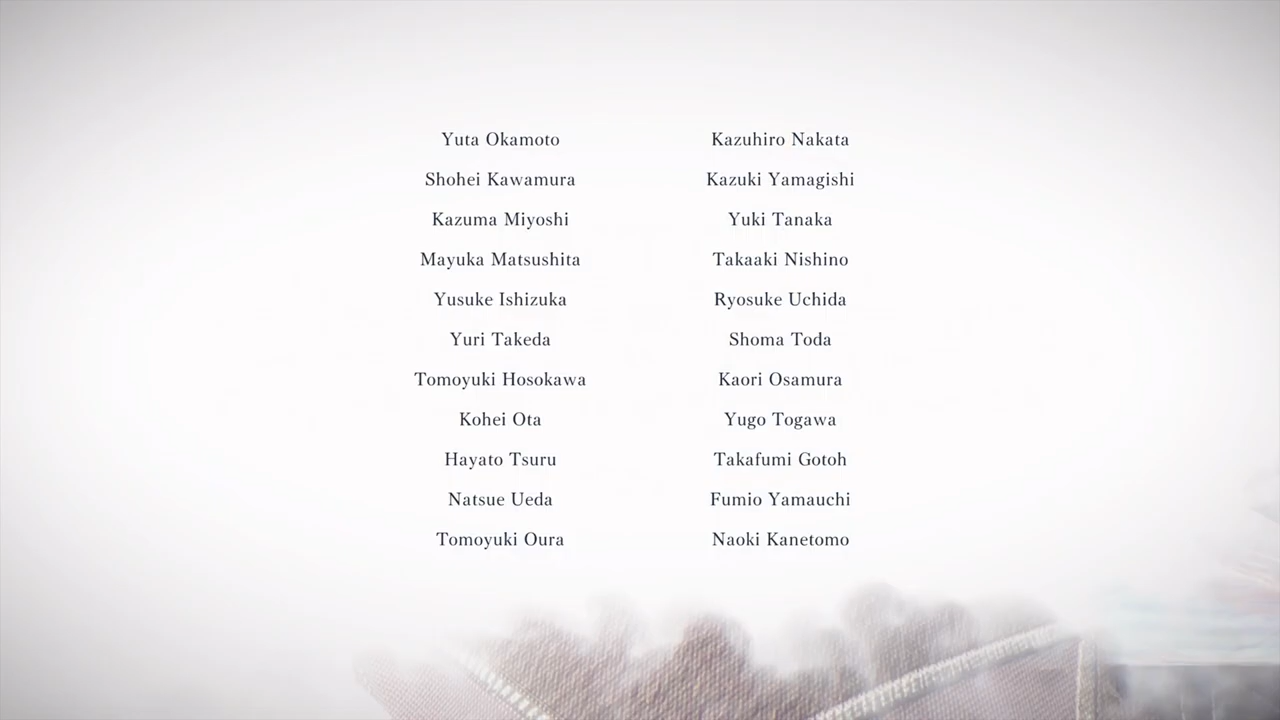 Yuta Okamoto
Shohei Kawamura
Kazuma Miyoshi
Mayuka Matsushita
Yusuke Ishizuka
Yuri Takeda
Tomoyuki Hosokawa
Kohei Ota
Hayato Tsuru
Natsue Ueda
Tomoyuki Oura
Kazuhiro Nakata
Kazuki Yamagishi
Yuki Tanaka
Takaaki Nishino
Ryosuke Uchida
Shoma Toda
Kaori Osamura
Yugo Togawa
Takafumi Gotoh
Fumio Yamauchi
Naoki Kanetomo